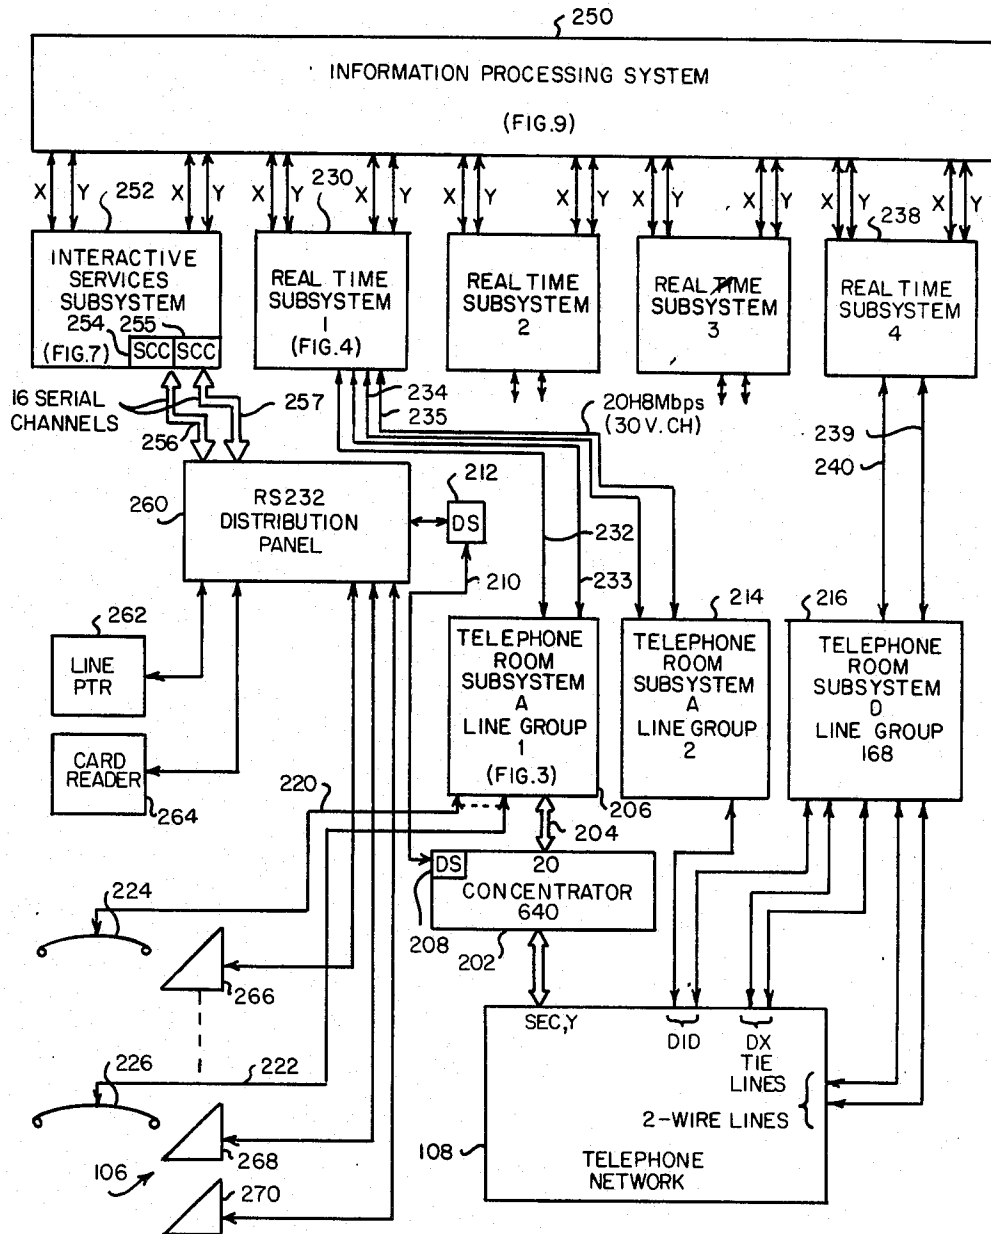 250
INFORMATION PROCESSING SYSTEM
(FIG.9)
X Y X Y X Y X Y X Y X Y X Y X Y X Y X Y
252
230
238
INTERACTIVE
SERVICES
SUBSYSTEM
254 255
(FIG.7) SCC SCC
REAL TIME
SUBSYSTEM
1
(FIG.4)
REAL TIME
SUBSYSTEM
2
REAL TIME
SUBSYSTEM
3
REAL TIME
SUBSYSTEM
4
16 SERIAL
CHANNELS
256
257
234
235
20H8Mbps
(30 V. CH)
239
240
260
RS232
DISTRIBUTION
PANEL
212
DS
210
232
233
214
216
262
LINE
PTR
CARD
READER
264
TELEPHONE
ROOM
SUBSYSTEM
A
LINE GROUP
1
(FIG.3)
TELEPHONE
ROOM
SUBSYSTEM
A
LINE GROUP
2
TELEPHONE
ROOM
SUBSYSTEM
D
LINE GROUP
168
220
206
204
DS
20
CONCENTRATOR
640
208
202
224
266
226
222
268
106
270
SEC,Y
DID
DX
TIE
LINES
2-WIRE LINES
108
TELEPHONE
NETWORK